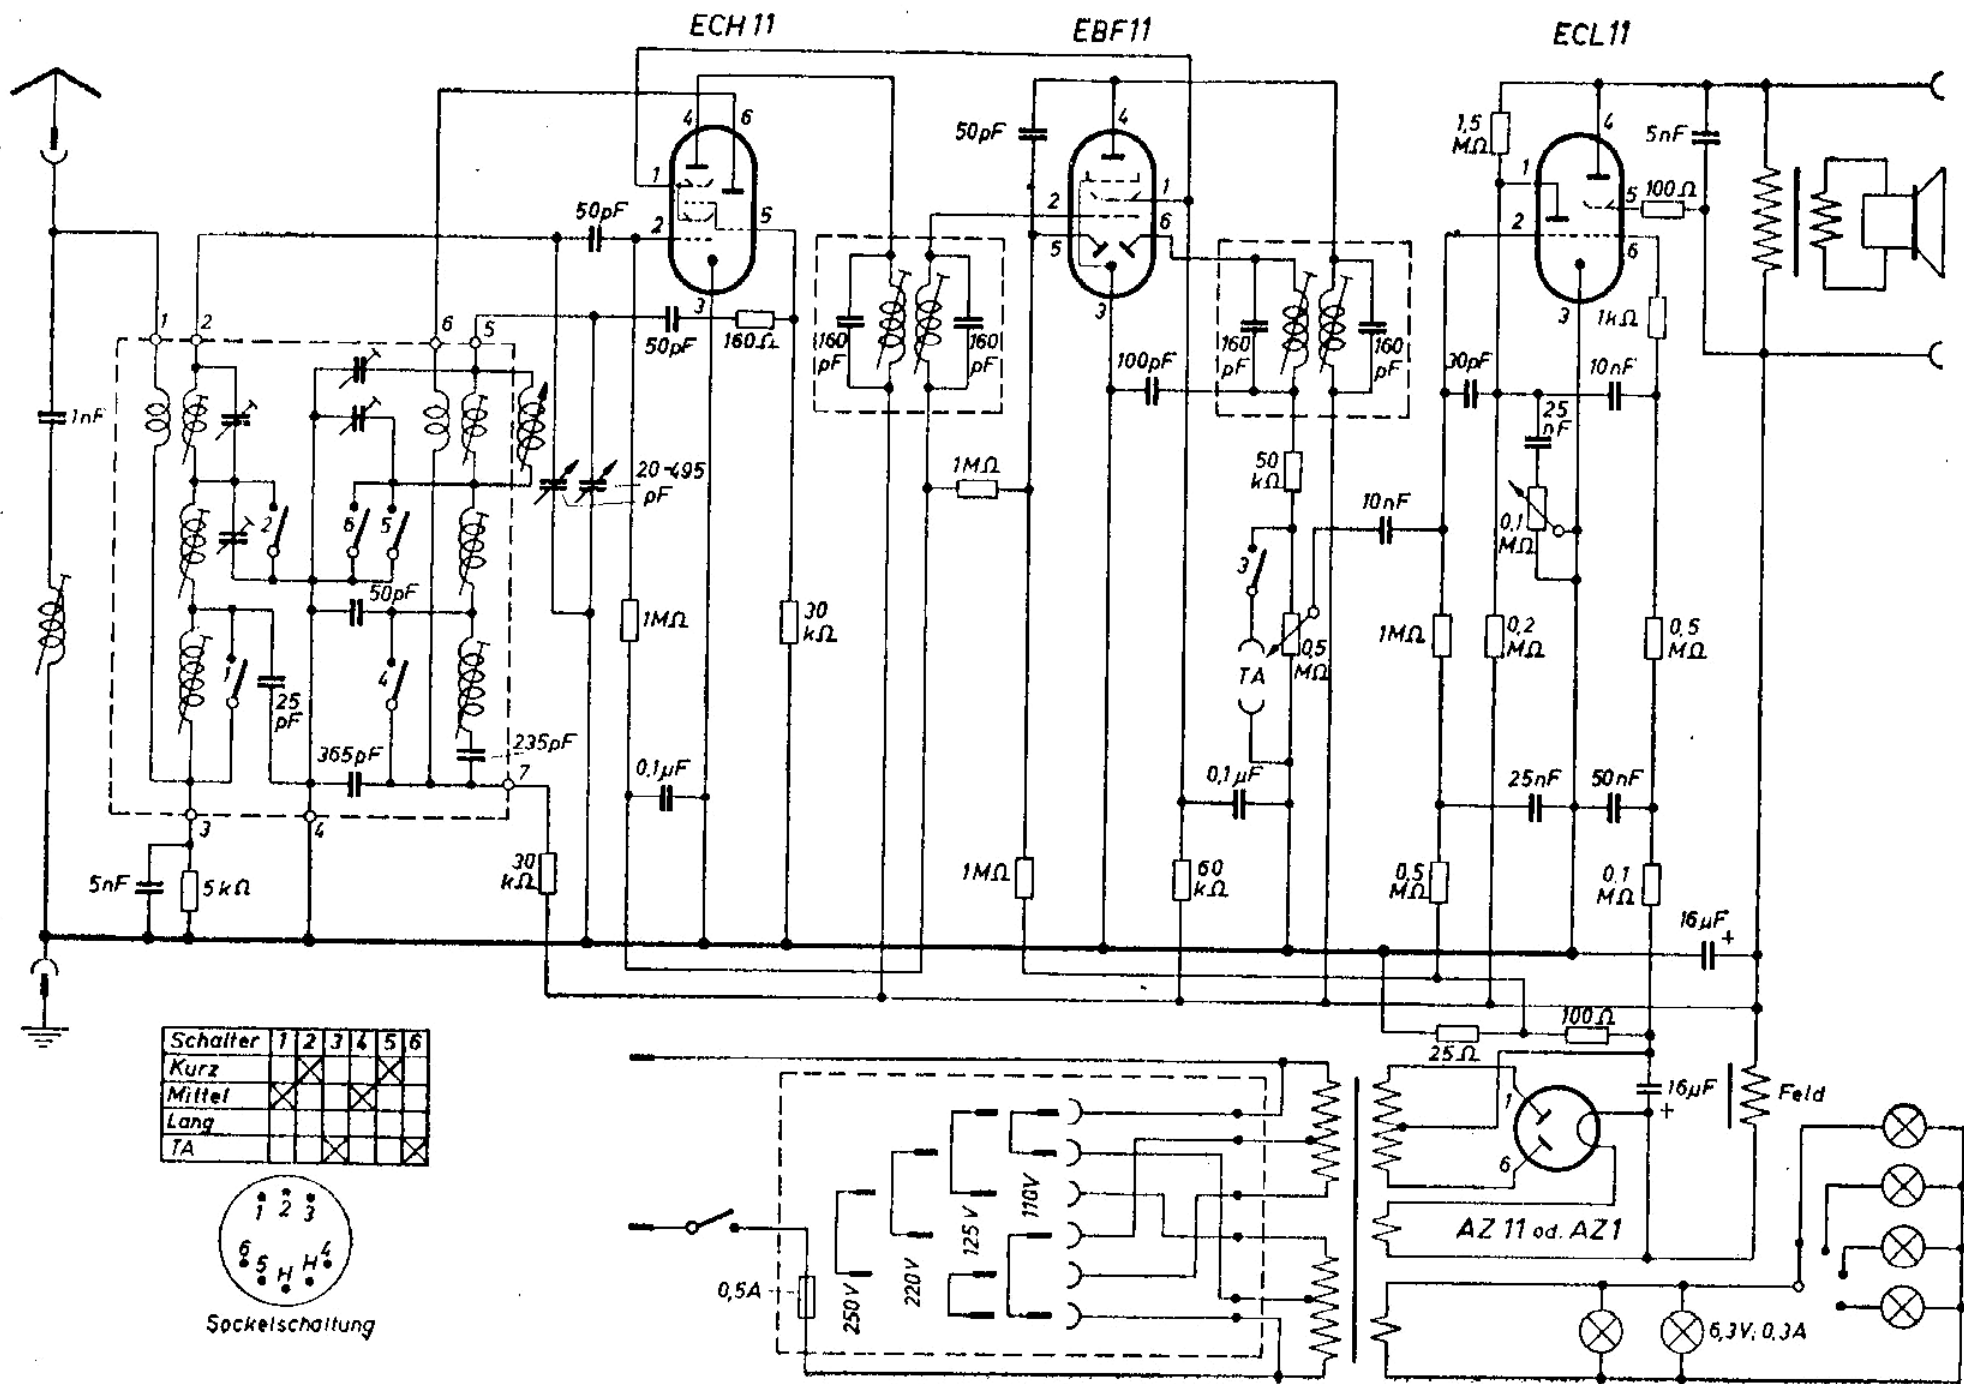 ECH 11
EBF11
ECL11
4
6
1
2
5
3
50pF
50pF
160Ω
50pF
4
2
5
1
6
3
1,5
MΩ
1
2
4
5
6
3
100Ω
5nF
1kΩ
1
2
6
5
1nF
20-495
pF
160
pF
160
pF
100pF
160
pF
160
pF
30pF
10nF
25
nF
1MΩ
50
kΩ
10nF
0,1
MΩ
2
6
5
50pF
1
25
pF
4
365pF
235pF
7
3
4
1MΩ
30
kΩ
3
TA
0,5
MΩ
1MΩ
0,2
MΩ
0,5
MΩ
0,1µF
0,1µF
25nF
50nF
5nF
5kΩ
30
kΩ
1MΩ
60
kΩ
0,5
MΩ
0,1
MΩ
16µF
+
25Ω
100Ω
16µF
+
Feld
Schalter 1 2 3 4 5 6
Kurz
Mittel
Lang
TA
1 2 3
6 5 H H 4
Sockelschaltung
0,5A
250V
220V
125V
110V
1
6
AZ 11 od. AZ1
6,3V; 0,3A